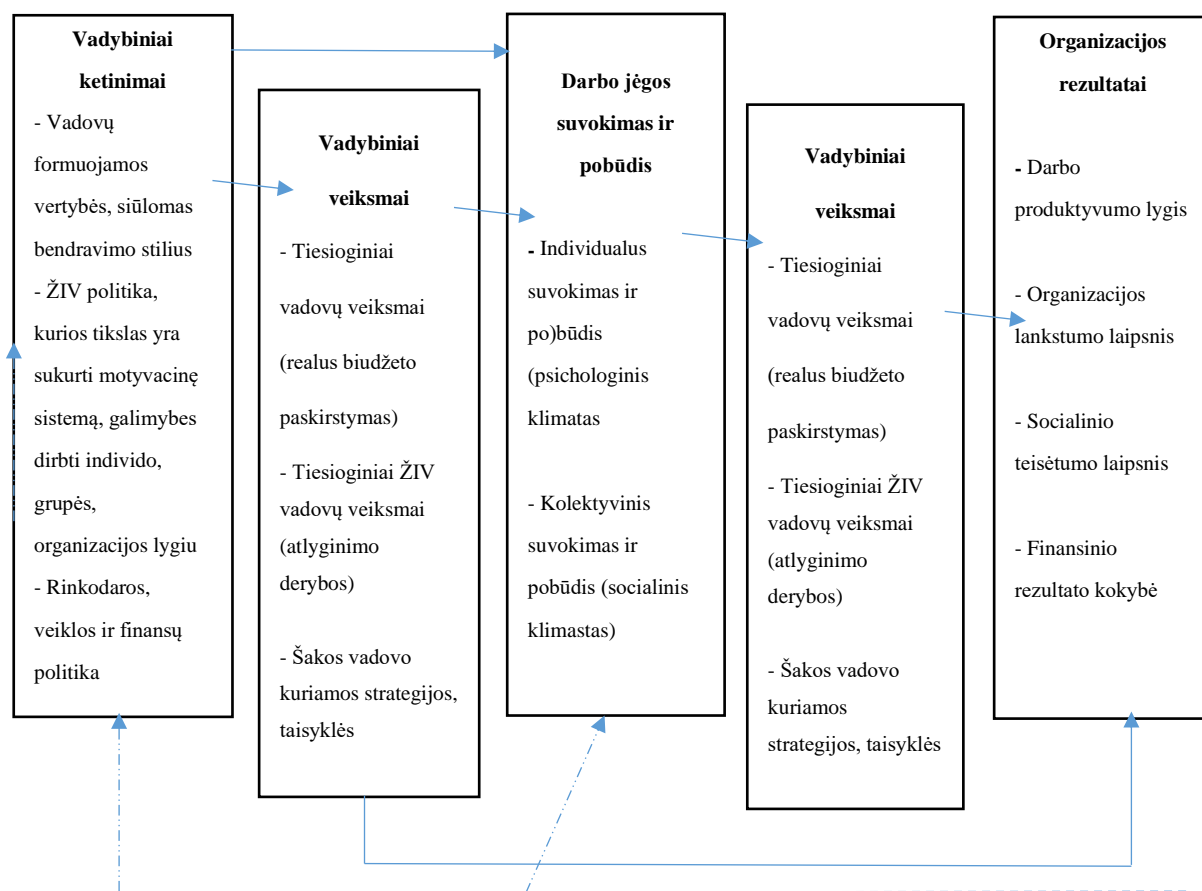 Vadybiniai
ketinimai
- Vadovų
formuojamos
vertybės, siūlomas
bendravimo stilius
- ŽIV politika,
kurios tikslas yra
sukurti motyvacinę
sistemą, galimybes
dirbti individo,
grupės,
organizacijos lygiu
- Rinkodaros,
veiklos ir finansų
politika
Vadybiniai
veiksmai
- Tiesioginiai
vadovų veiksmai
(realus biudžeto
paskirstymas)
- Tiesioginiai ŽIV
vadovų veiksmai
(atlyginimo
derybos)
- Šakos vadovo
kuriamos strategijos,
taisyklės
Darbo jėgos
suvokimas ir
pobūdis
- Individualus
suvokimas ir
po)būdis
(psichologinis
klimatas
- Kolektyvinis
suvokimas ir
pobūdis (socialinis
klimastas)
Vadybiniai
veiksmai
- Tiesioginiai
vadovų veiksmai
(realus biudžeto
paskirstymas)
- Tiesioginiai ŽIV
vadovų veiksmai
(atlyginimo
derybos)
- Šakos vadovo
kuriamos
strategijos, taisyklės
Organizacijos
rezultatai
- Darbo
produktyvumo lygis
- Organizacijos
lankstumo laipsnis
- Socialinio
teisėtumo laipsnis
- Finansinio
rezultato kokybė